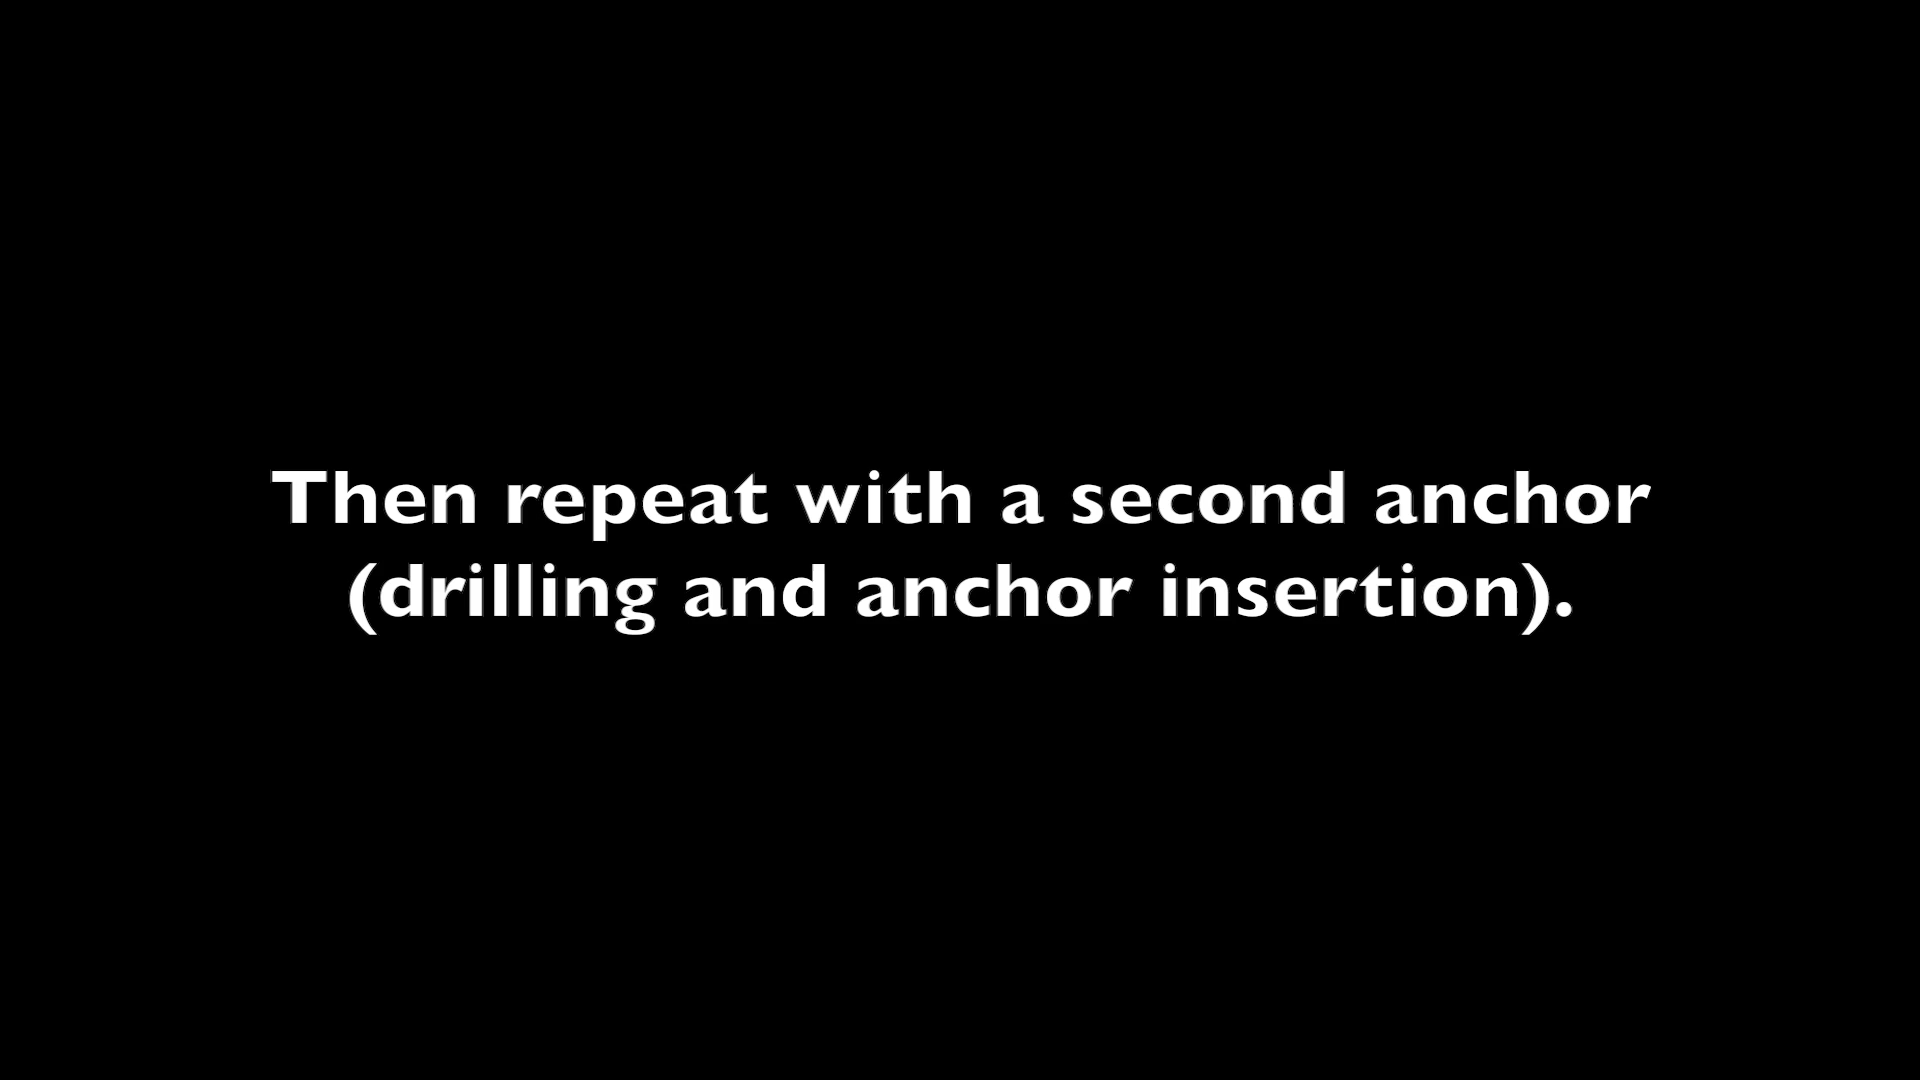 Then repeat with a second anchor
(drilling and anchor insertion).